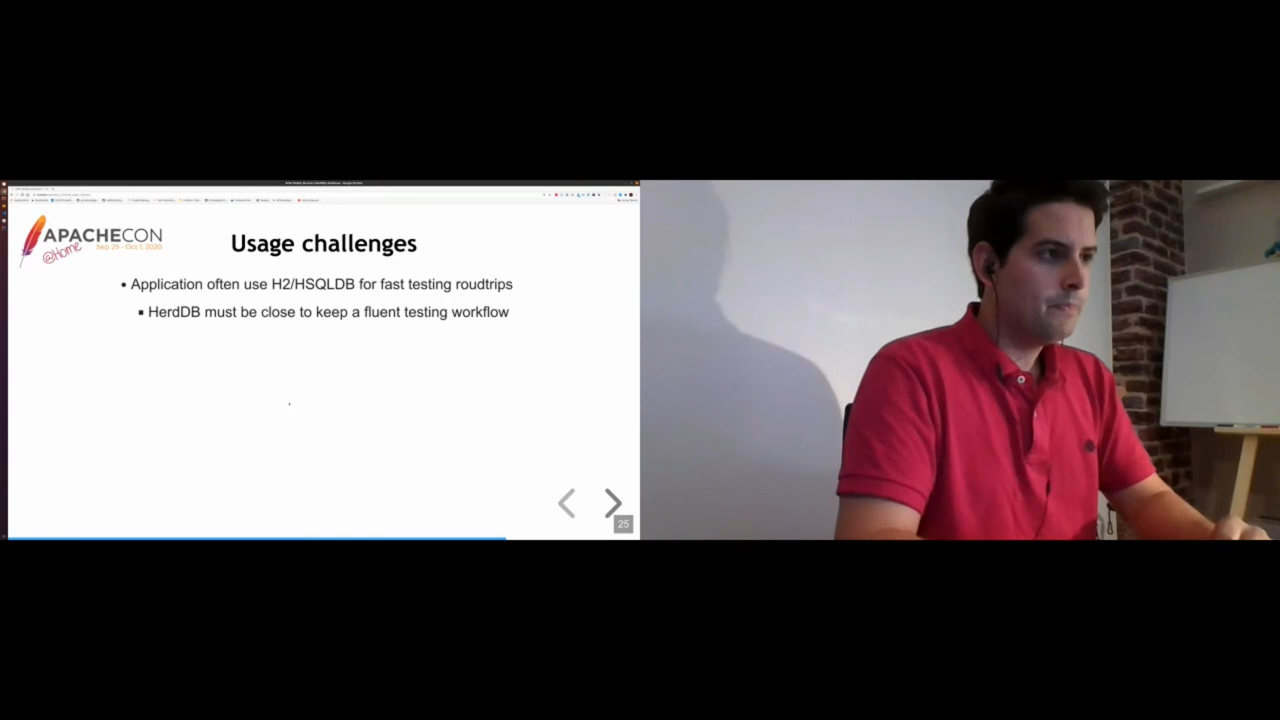 APACHECON
@Home
Sep 29 - Oct 1, 2020
Usage challenges
• Application often use H2/HSQLDB for fast testing roudtrips
▪ HerdDB must be close to keep a fluent testing workflow
25